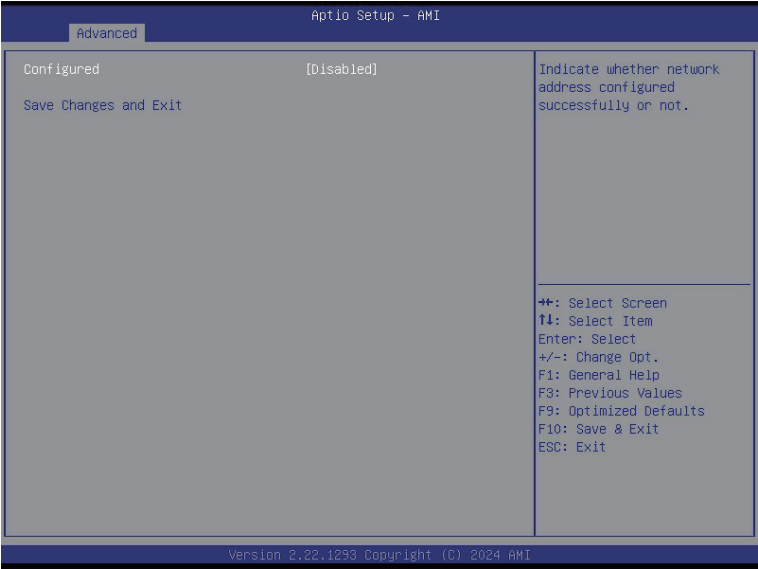 Aptio Setup – AMI
Advanced
Configured [Disabled]
Save Changes and Exit
Indicate whether network
address configured
successfully or not.
→←: Select Screen
↑↓: Select Item
Enter: Select
+/-: Change Opt.
F1: General Help
F3: Previous Values
F9: Optimized Defaults
F10: Save & Exit
ESC: Exit
Version 2.22.1293 Copyright (C) 2024 AMI